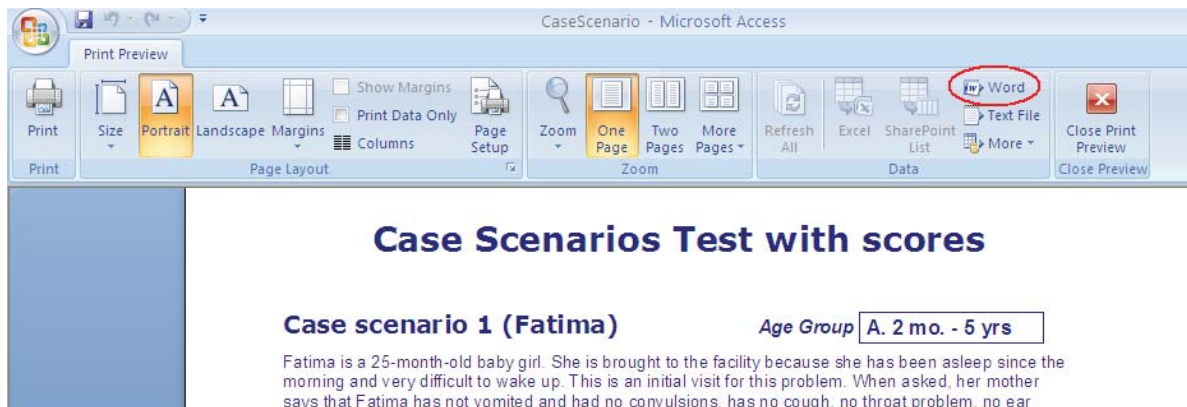 CaseScenario - Microsoft Access
Print Preview
Print
Size
Portrait
Landscape
Margins
Show Margins
Print Data Only
Columns
Page Setup
Zoom
One Page
Two Pages
More Pages
Refresh All
Excel
SharePoint List
Word
Text File
More
Close Print Preview
Print
Page Layout
Zoom
Data
Close Preview
Case Scenarios Test with scores
Case scenario 1 (Fatima)
Age Group A. 2 mo. - 5 yrs
Fatima is a 25-month-old baby girl. She is brought to the facility because she has been asleep since the
morning and very difficult to wake up. This is an initial visit for this problem. When asked, her mother
says that Fatima has not vomited and had no convulsions, has no cough, no throat problem, no ear